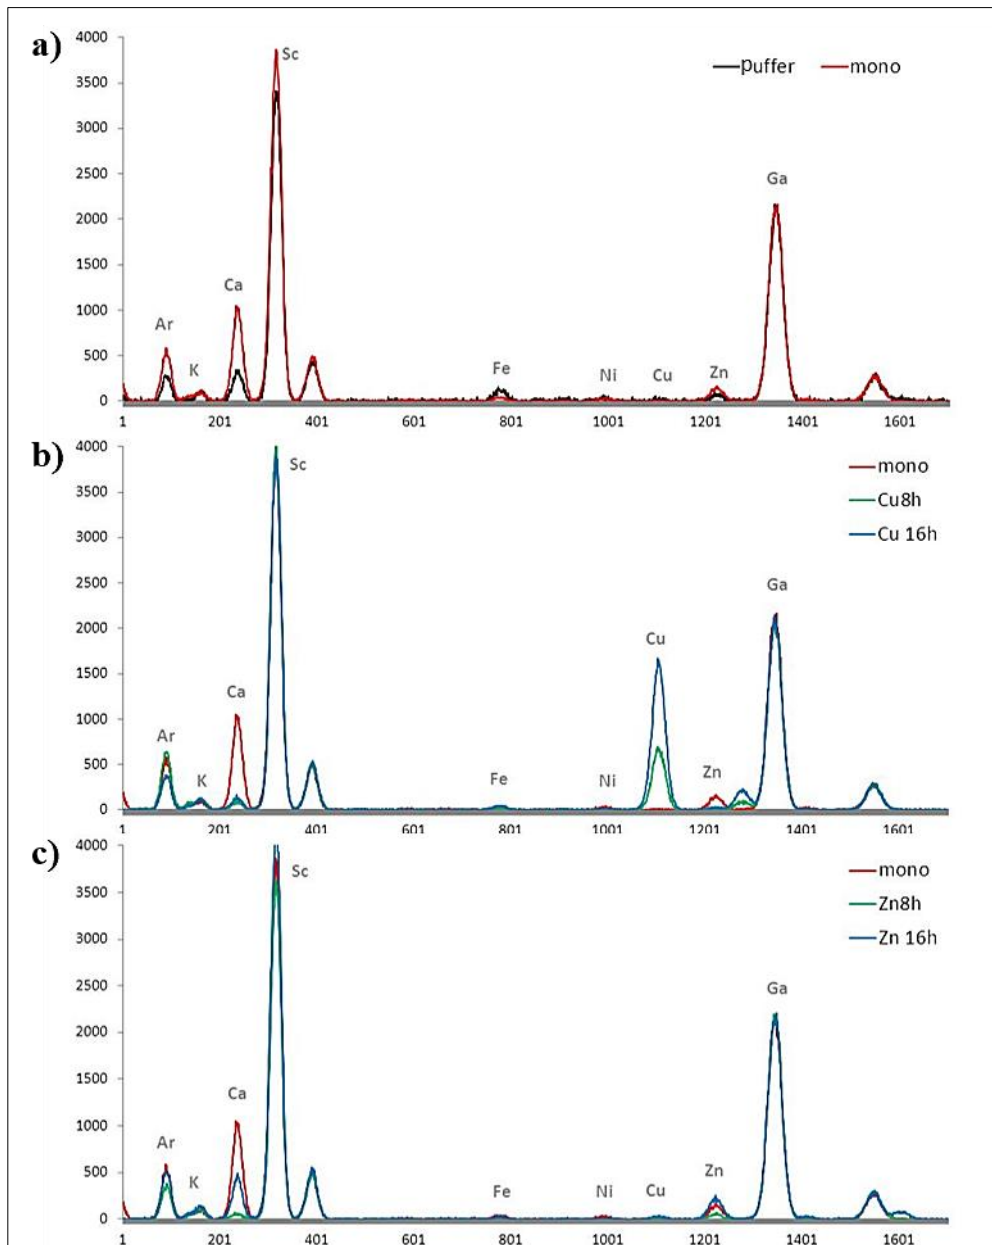 a)
4000
Sc
puffer mono
3500
3000
2500
Ga
2000
1500
Ca
1000
Ar
500
K Fe Ni Cu Zn
0
1 201 401 601 801 1001 1201 1401 1601
b)
4000
Sc
mono
3500
Cu8h
3000
Cu 16h
2500
Ga
2000
Cu
1500
Ca
1000
Ar
500
K Fe Ni Zn
0
1 201 401 601 801 1001 1201 1401 1601
c)
4000
Sc
mono
3500
Zn8h
3000
Zn 16h
2500
Ga
2000
1500
Ca
1000
Ar
500
K Fe Ni Cu Zn
0
1 201 401 601 801 1001 1201 1401 1601